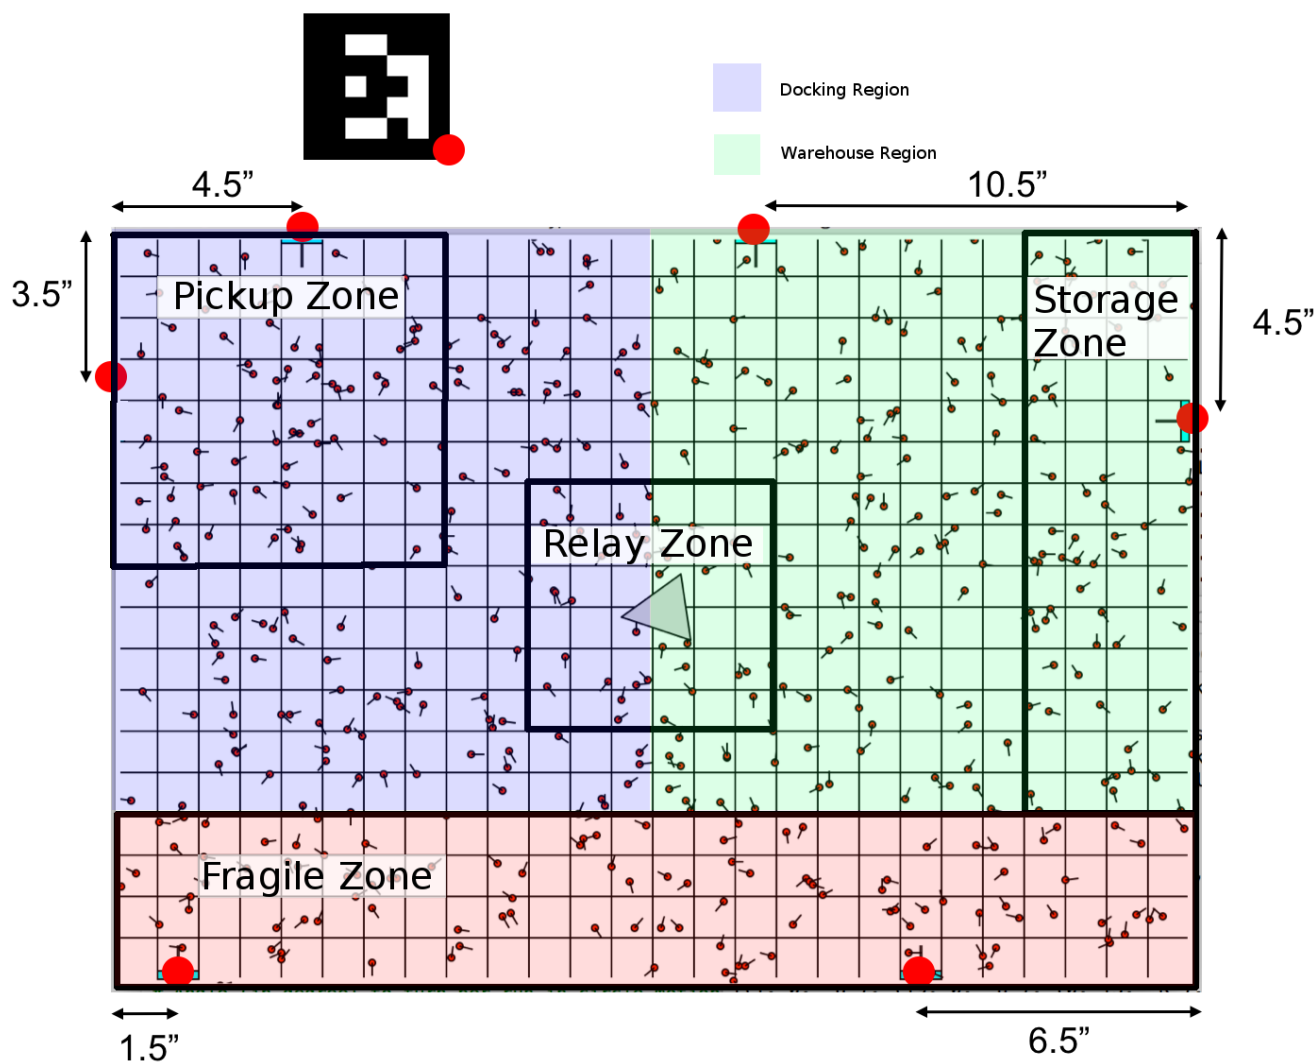 Docking Region
Warehouse Region
4.5”
10.5”
3.5”
Pickup Zone
Storage
Zone
4.5”
Relay Zone
Fragile Zone
1.5”
6.5”